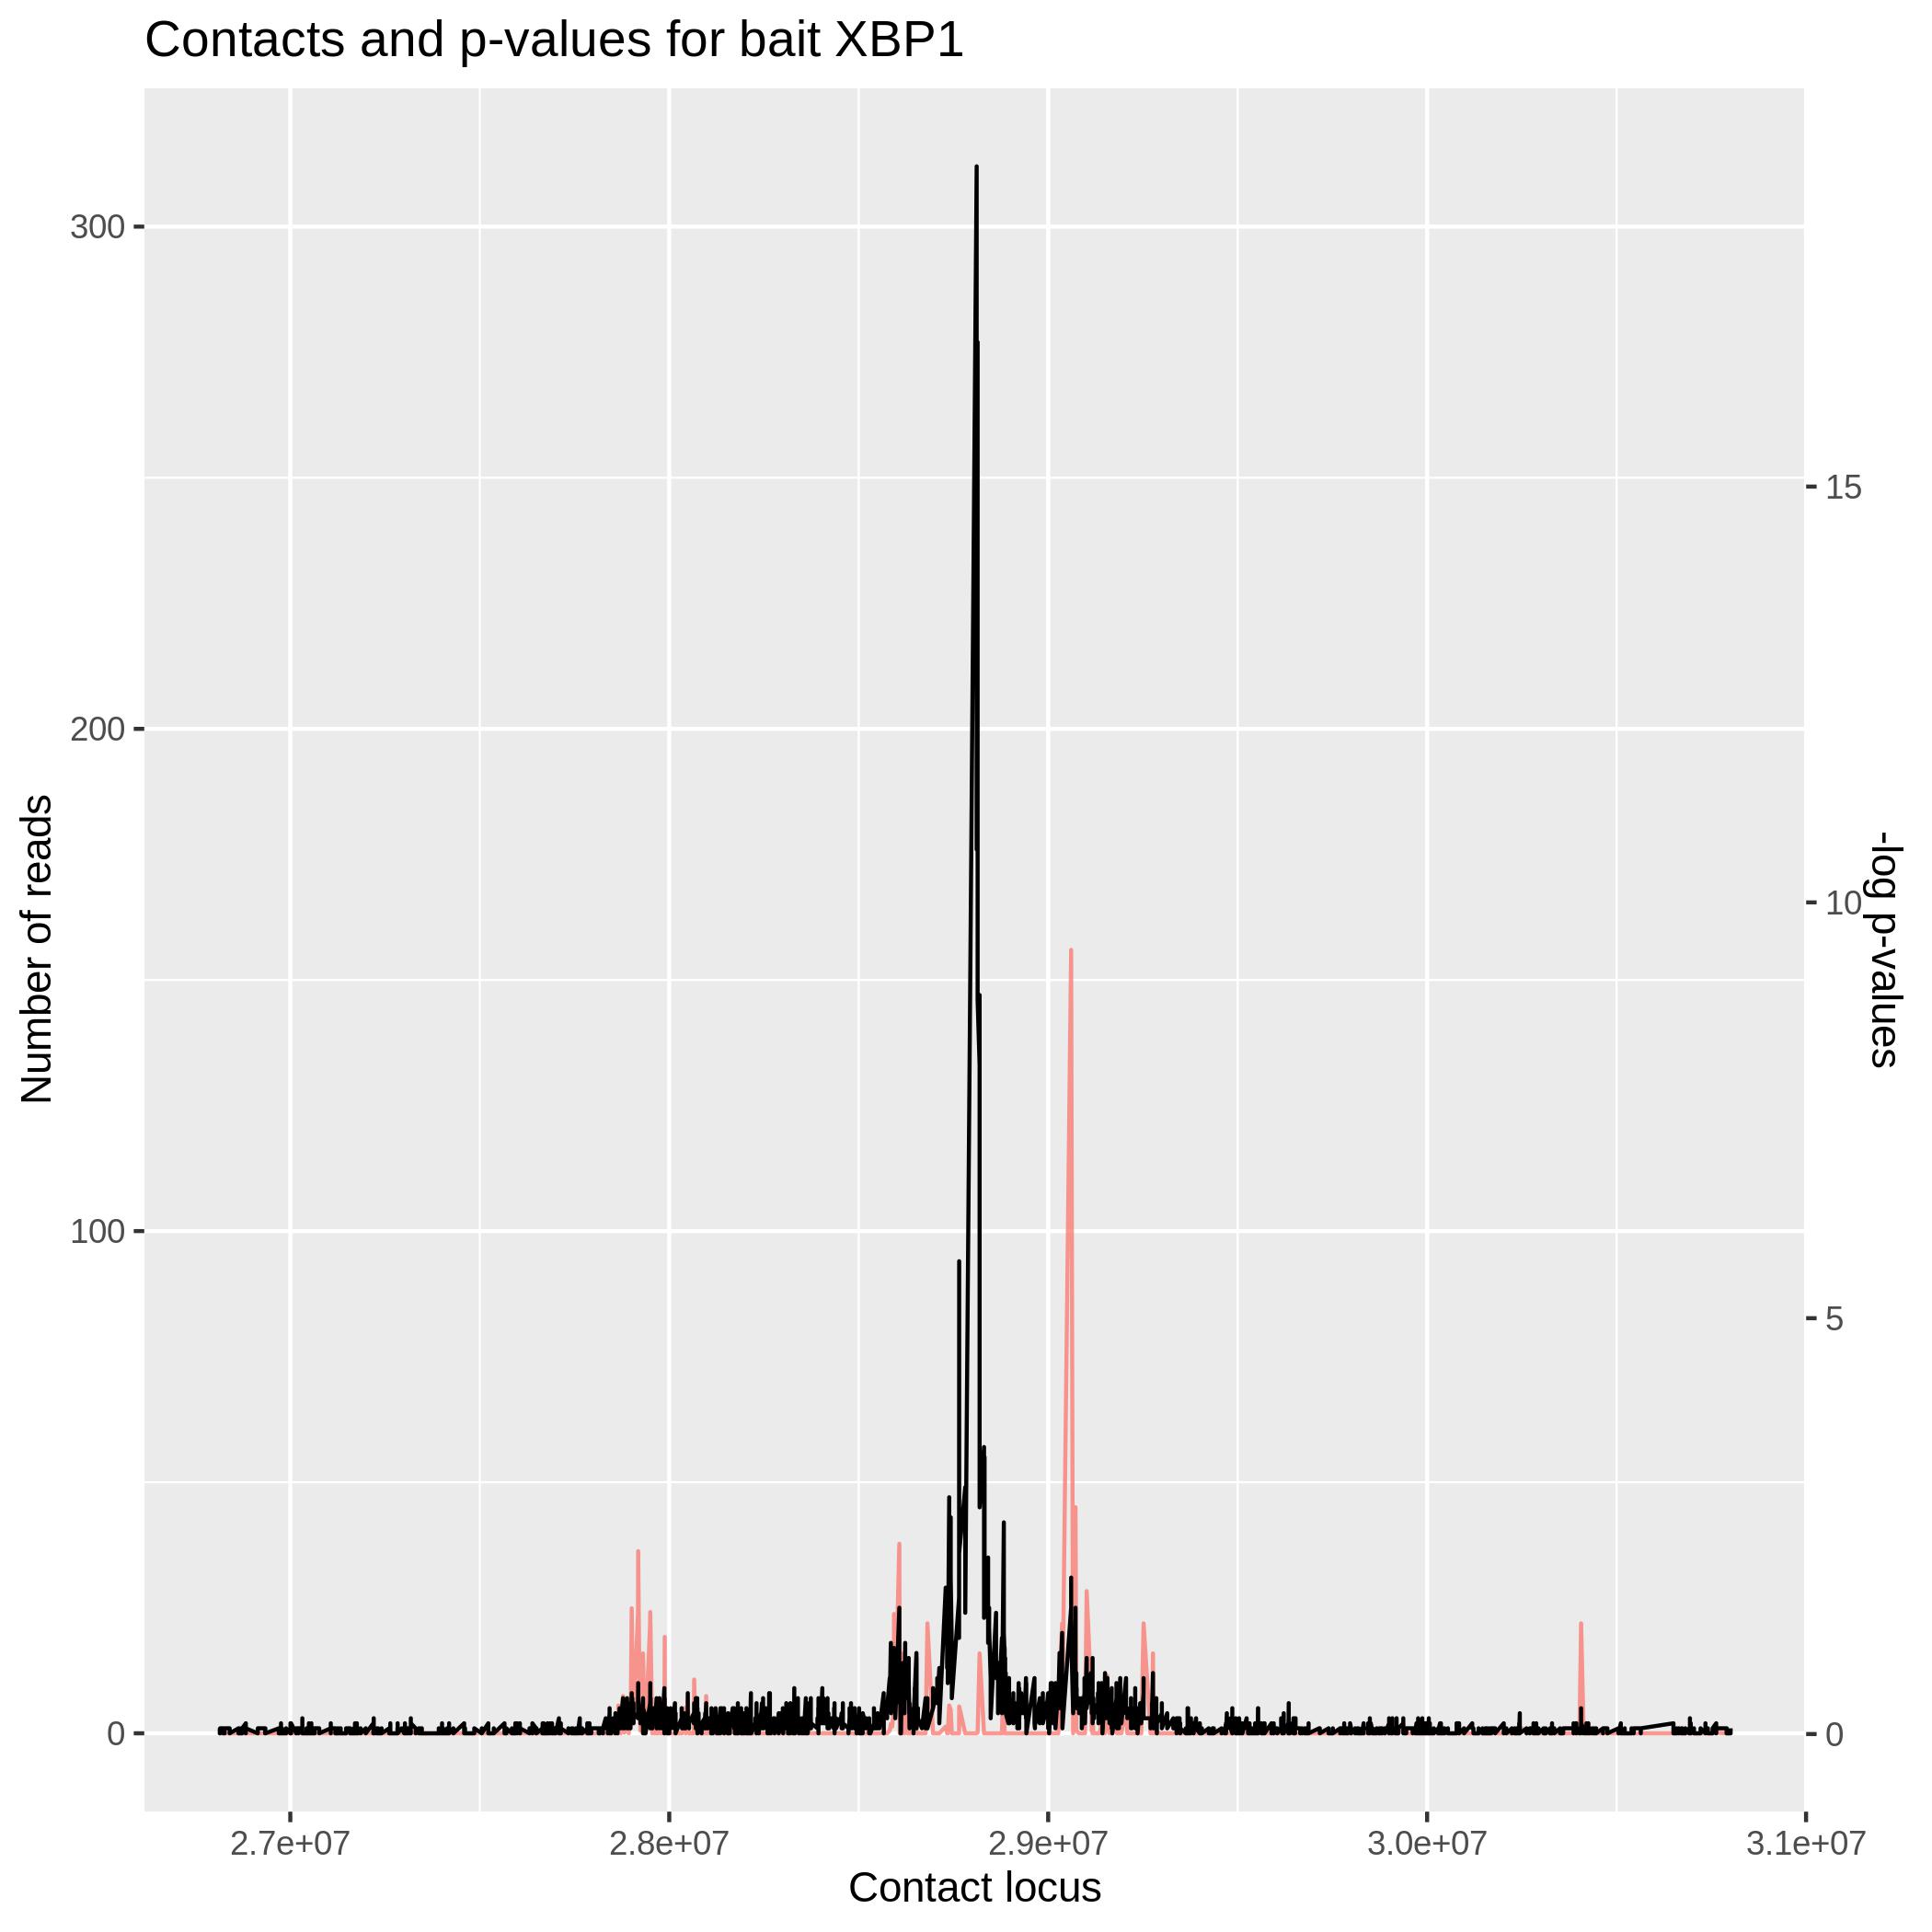 Contacts and p-values for bait XBP1
300
200
100
0
Number of reads
15
10
5
0
-log p-values
2.7e+07
2.8e+07
2.9e+07
3.0e+07
3.1e+07
Contact locus